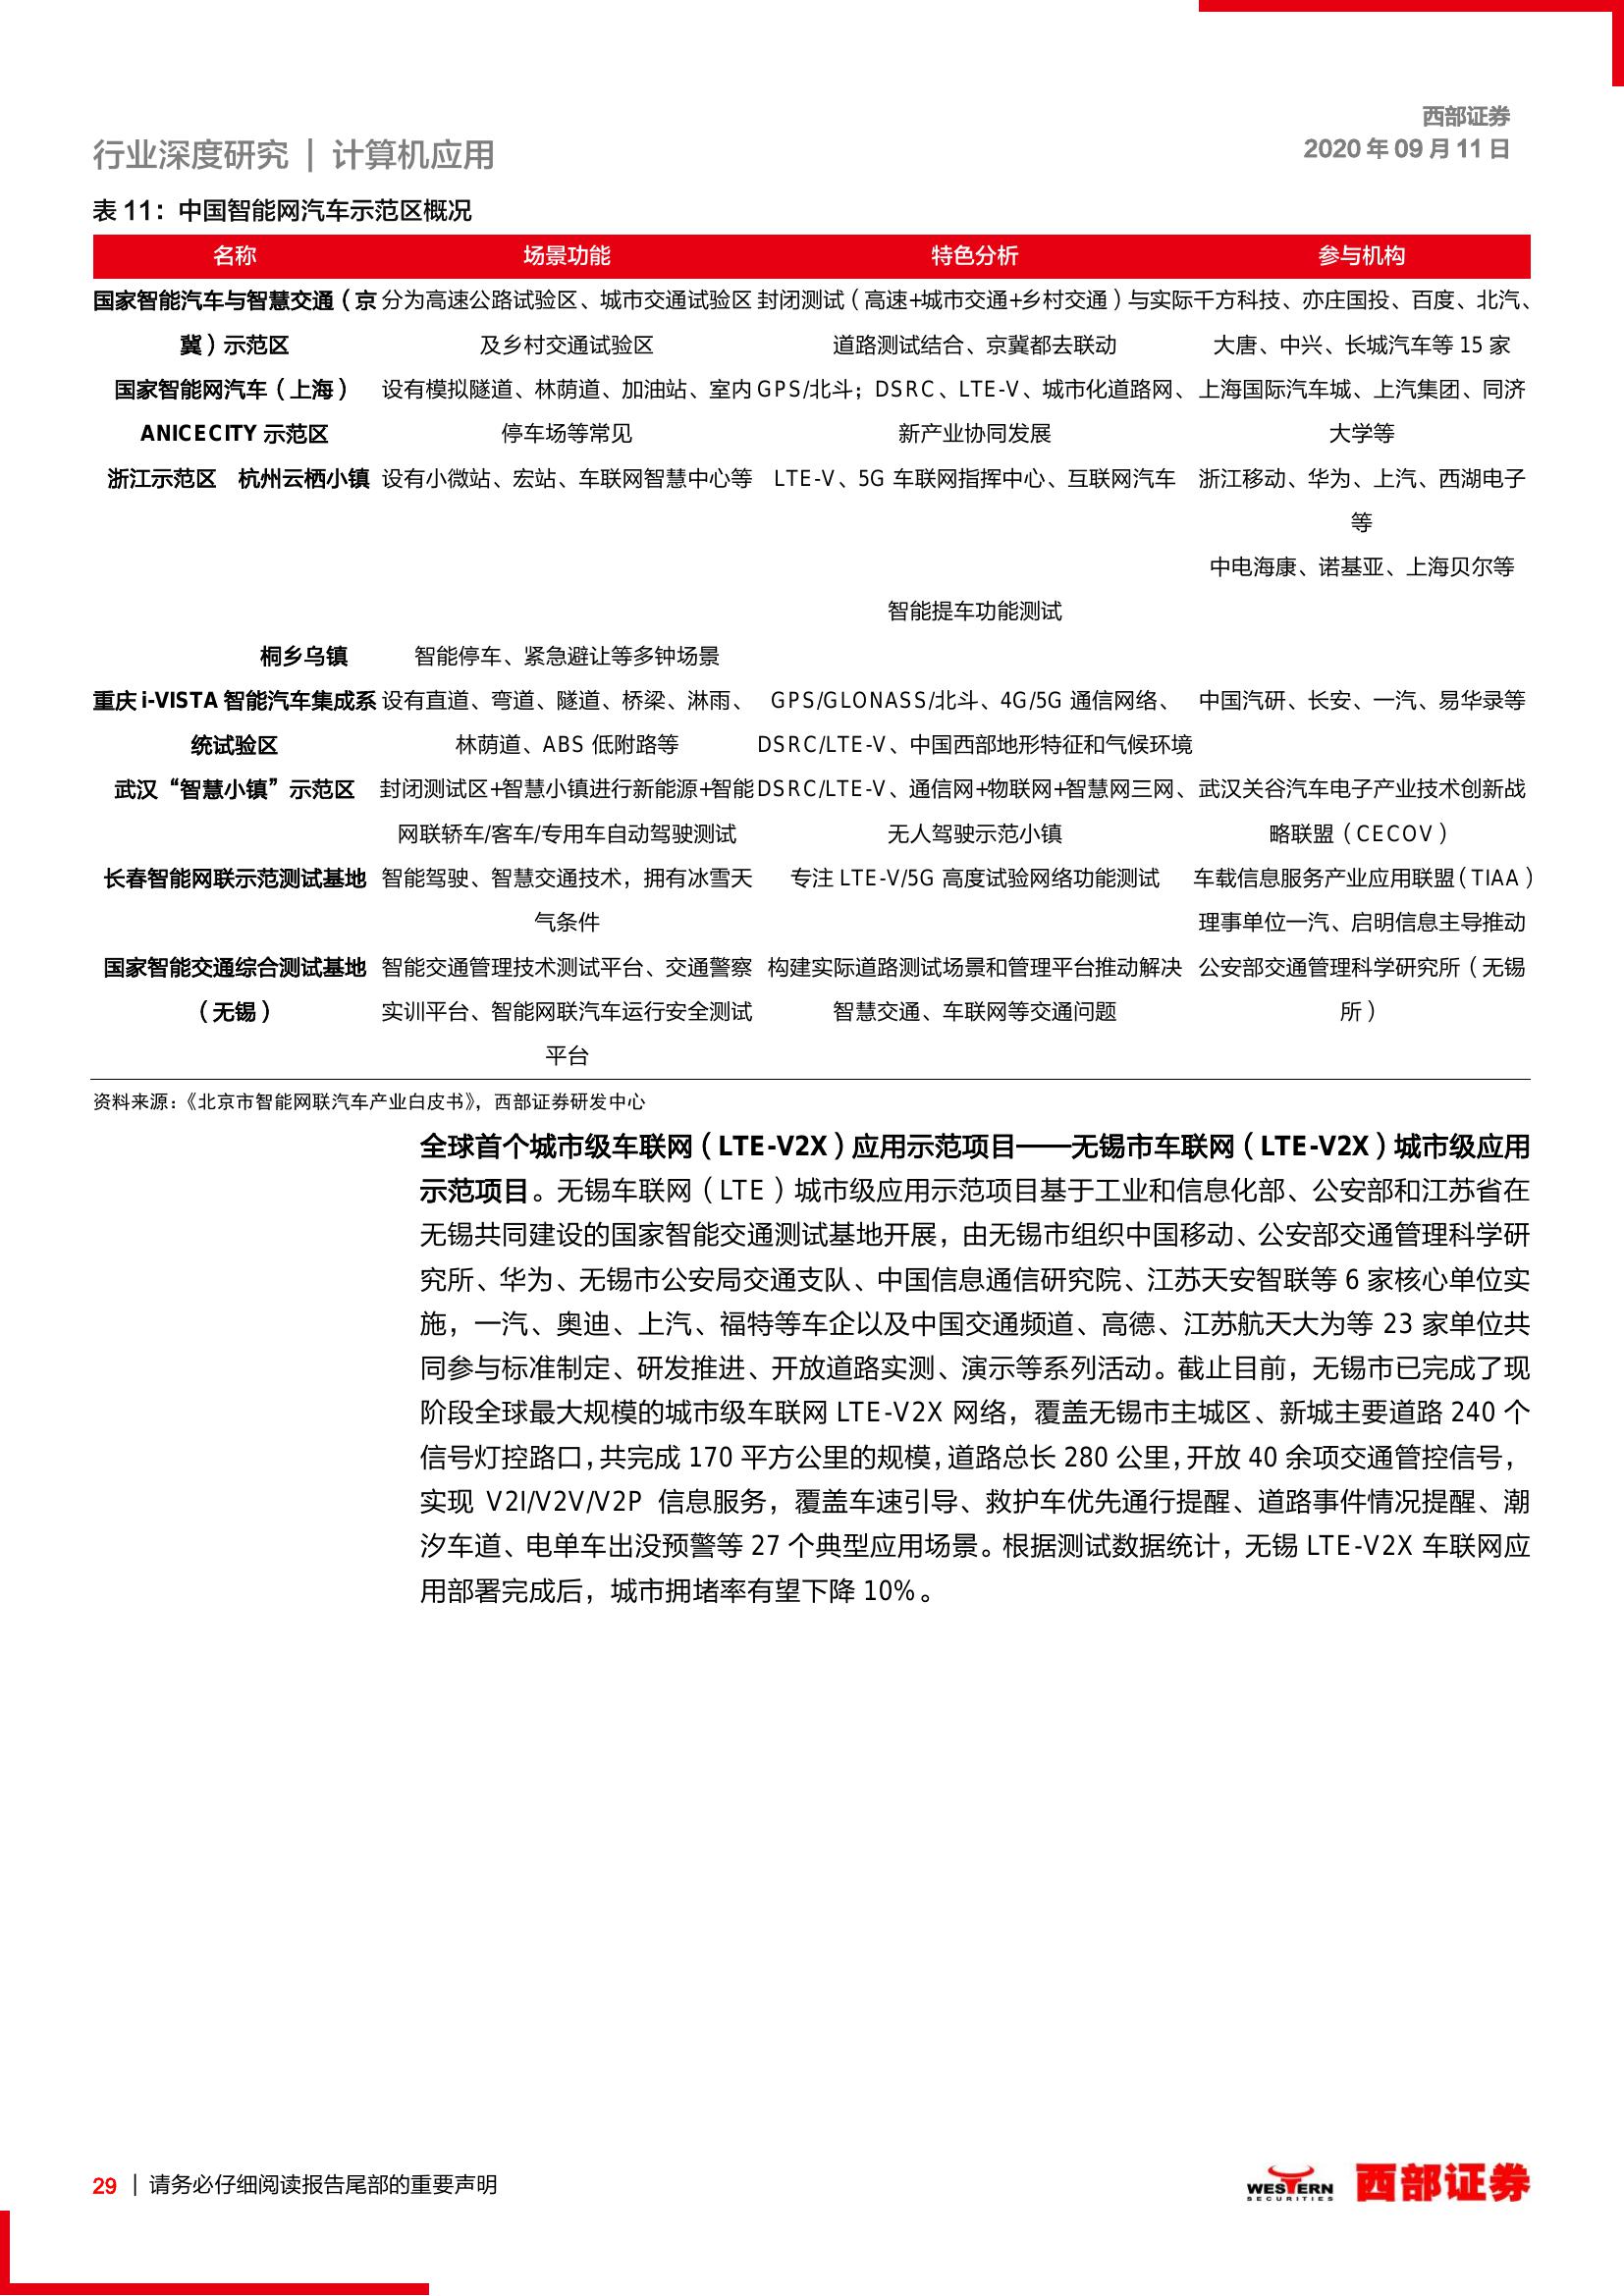 西部证券
行业深度研究 | 计算机应用
2020 年 09 月 11 日
表 11：中国智能网汽车示范区概况
名称 场景功能 特色分析 参与机构
国家智能汽车与智慧交通（京 分为高速公路试验区、城市交通试验区 封闭测试（高速+城市交通+乡村交通）与实际 千方科技、亦庄国投、百度、北汽、
冀）示范区 及乡村交通试验区 道路测试结合、京冀都去联动 大唐、中兴、长城汽车等 15 家
国家智能网汽车（上海） 设有模拟隧道、林荫道、加油站、室内 GPS/北斗；DSRC、LTE-V、城市化道路网、 上海国际汽车城、上汽集团、同济
ANICECITY 示范区 停车场等常见 新产业协同发展 大学等
浙江示范区 杭州云栖小镇 设有小微站、宏站、车联网智慧中心等 LTE-V、5G 车联网指挥中心、互联网汽车 浙江移动、华为、上汽、西湖电子
等
中电海康、诺基亚、上海贝尔等
智能提车功能测试
桐乡乌镇 智能停车、紧急避让等多钟场景
重庆 i-VISTA 智能汽车集成系 设有直道、弯道、隧道、桥梁、淋雨、 GPS/GLONASS/北斗、4G/5G 通信网络、 中国汽研、长安、一汽、易华录等
统试验区 林荫道、ABS 低附路等 DSRC/LTE-V、中国西部地形特征和气候环境
武汉“智慧小镇”示范区 封闭测试区+智慧小镇进行新能源+智能 DSRC/LTE-V、通信网+物联网+智慧网三网、 武汉关谷汽车电子产业技术创新战
网联轿车/客车/专用车自动驾驶测试 无人驾驶示范小镇 略联盟（CECOV）
长春智能网联示范测试基地 智能驾驶、智慧交通技术，拥有冰雪天 专注 LTE-V/5G 高度试验网络功能测试 车载信息服务产业应用联盟（TIAA）
气条件 理事单位一汽、启明信息主导推动
国家智能交通综合测试基地 智能交通管理技术测试平台、交通警察 构建实际道路测试场景和管理平台推动解决 公安部交通管理科学研究所（无锡
（无锡） 实训平台、智能网联汽车运行安全测试 智慧交通、车联网等交通问题 所）
平台
资料来源：《北京市智能网联汽车产业白皮书》，西部证券研发中心
全球首个城市级车联网（LTE-V2X）应用示范项目——无锡市车联网（LTE-V2X）城市级应用
示范项目。无锡车联网（LTE）城市级应用示范项目基于工业和信息化部、公安部和江苏省在
无锡共同建设的国家智能交通测试基地开展，由无锡市组织中国移动、公安部交通管理科学研
究所、华为、无锡市公安局交通支队、中国信息通信研究院、江苏天安智联等 6 家核心单位实
施，一汽、奥迪、上汽、福特等车企以及中国交通频道、高德、江苏航天大为等 23 家单位共
同参与标准制定、研发推进、开放道路实测、演示等系列活动。截止目前，无锡市已完成了现
阶段全球最大规模的城市级车联网 LTE-V2X 网络，覆盖无锡市主城区、新城主要道路 240 个
信号灯控路口，共完成 170 平方公里的规模，道路总长 280 公里，开放 40 余项交通管控信号，
实现 V2I/V2V/V2P 信息服务，覆盖车速引导、救护车优先通行提醒、道路事件情况提醒、潮
汐车道、电单车出没预警等 27 个典型应用场景。根据测试数据统计，无锡 LTE-V2X 车联网应
用部署完成后，城市拥堵率有望下降 10%。
29 | 请务必仔细阅读报告尾部的重要声明
WESTERN
SECURITIES
西部证券